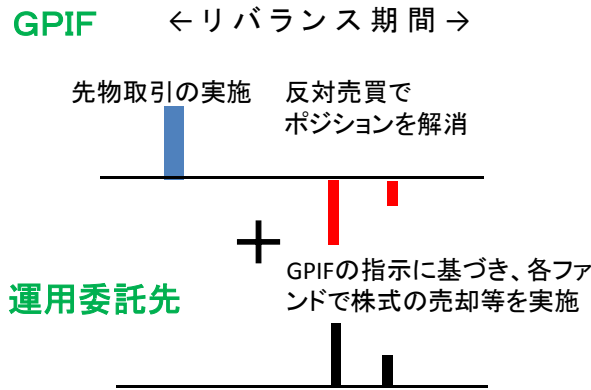 GPIF ←リバランス期間→
先物取引の実施 反対売買で
ポジションを解消
+
GPIFの指示に基づき、各ファ
運用委託先 ンドで株式の売却等を実施